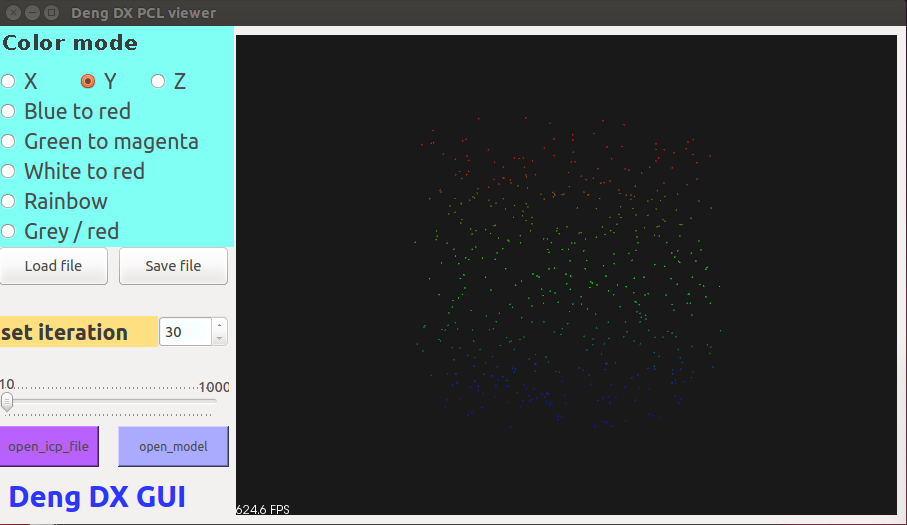 Deng DX PCL viewer
Color mode
X Y Z
Blue to red
Green to magenta
White to red
Rainbow
Grey / red
Load file Save file
set iteration 30
10 1000
open_icp_file open_model
Deng DX GUI
624.6 FPS